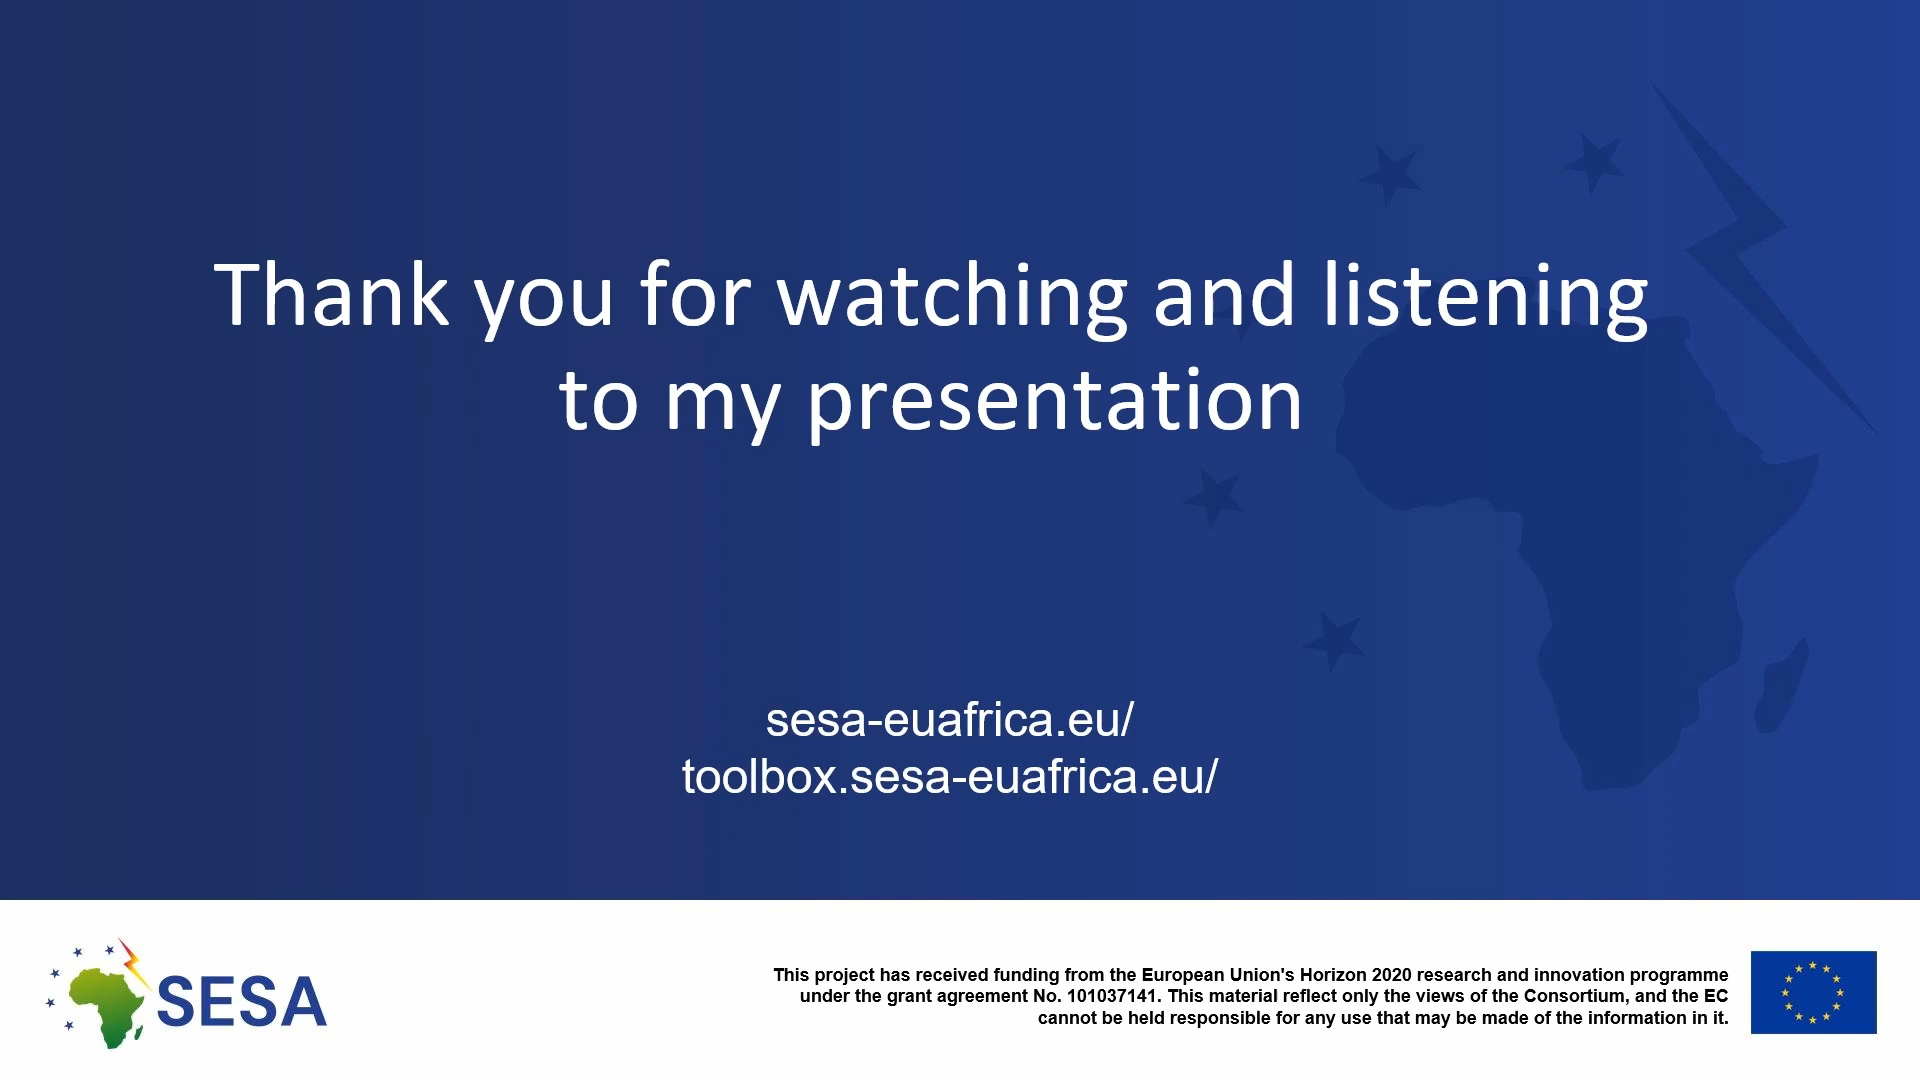 Thank you for watching and listening
to my presentation
sesa-euafrica.eu/
toolbox.sesa-euafrica.eu/
SESA
This project has received funding from the European Union's Horizon 2020 research and innovation programme
under the grant agreement No. 101037141. This material reflect only the views of the Consortium, and the EC
cannot be held responsible for any use that may be made of the information in it.